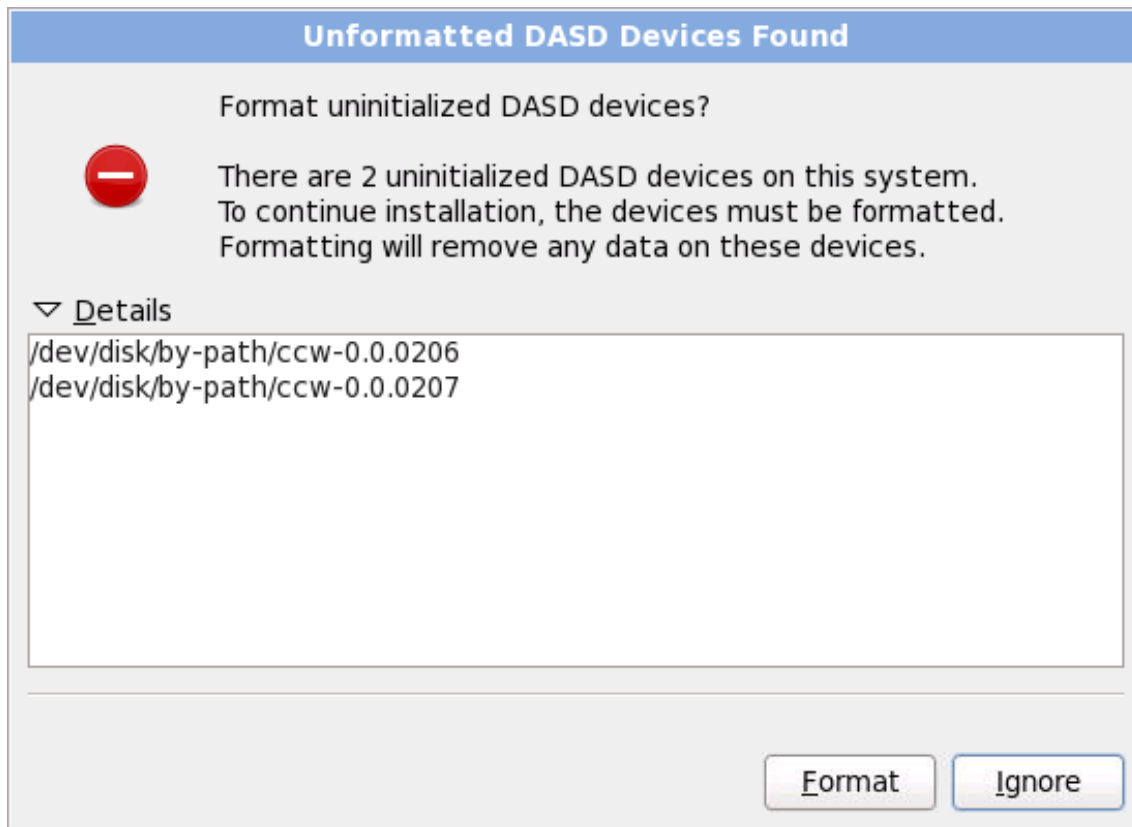 Unformatted DASD Devices Found
Format uninitialized DASD devices?
There are 2 uninitialized DASD devices on this system.
To continue installation, the devices must be formatted.
Formatting will remove any data on these devices.
Details
/dev/disk/by-path/ccw-0.0.0206
/dev/disk/by-path/ccw-0.0.0207
Format
Ignore